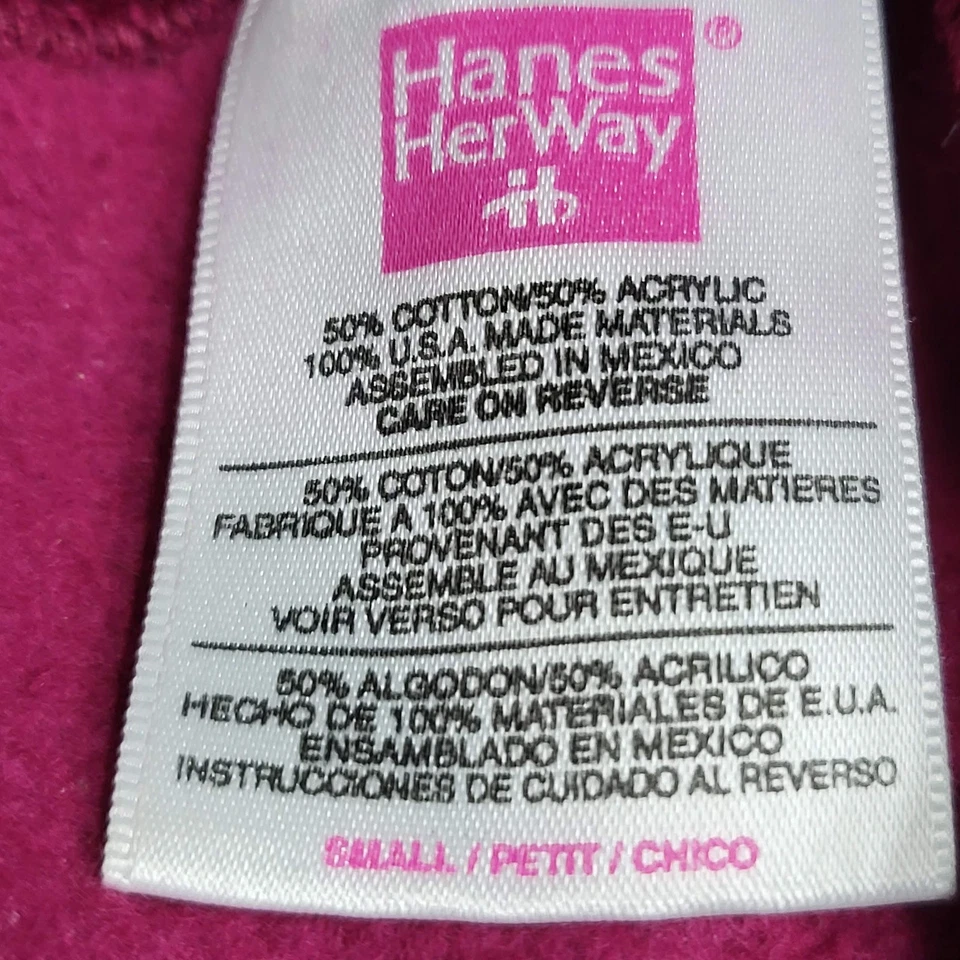 Hanes ®
HerWay
50% COTTON/50% ACRYLIC
100% U.S.A. MADE MATERIALS
ASSEMBLED IN MEXICO
CARE ON REVERSE
50% COTON/50% ACRYLIQUE
FABRIQUE A 100% AVEC DES MATIERES
PROVENANT DES E-U
ASSEMBLE AU MEXIQUE
VOIR VERSO POUR ENTRETIEN
50% ALGODON/50% ACRILICO
HECHO DE 100% MATERIALES DE E.U.A.
ENSAMBLADO EN MEXICO
INSTRUCCIONES DE CUIDADO AL REVERSO
SMALL / PETIT / CHICO